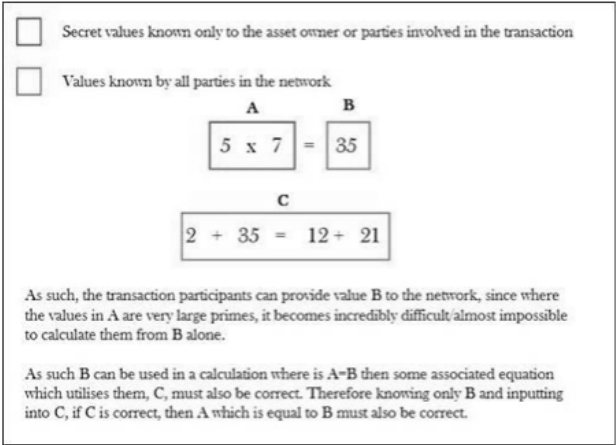 Secret values known only to the asset owner or parties involved in the transaction
Values known by all parties in the network
A B
5 x 7 = 35
C
2 + 35 = 12 + 21
As such, the transaction participants can provide value B to the network, since where
the values in A are very large primes, it becomes incredibly difficult/almost impossible
to calculate them from B alone.
As such B can be used in a calculation where is A=B then some associated equation
which utilises them, C, must also be correct. Therefore knowing only B and inputting
into C, if C is correct, then A which is equal to B must also be correct.